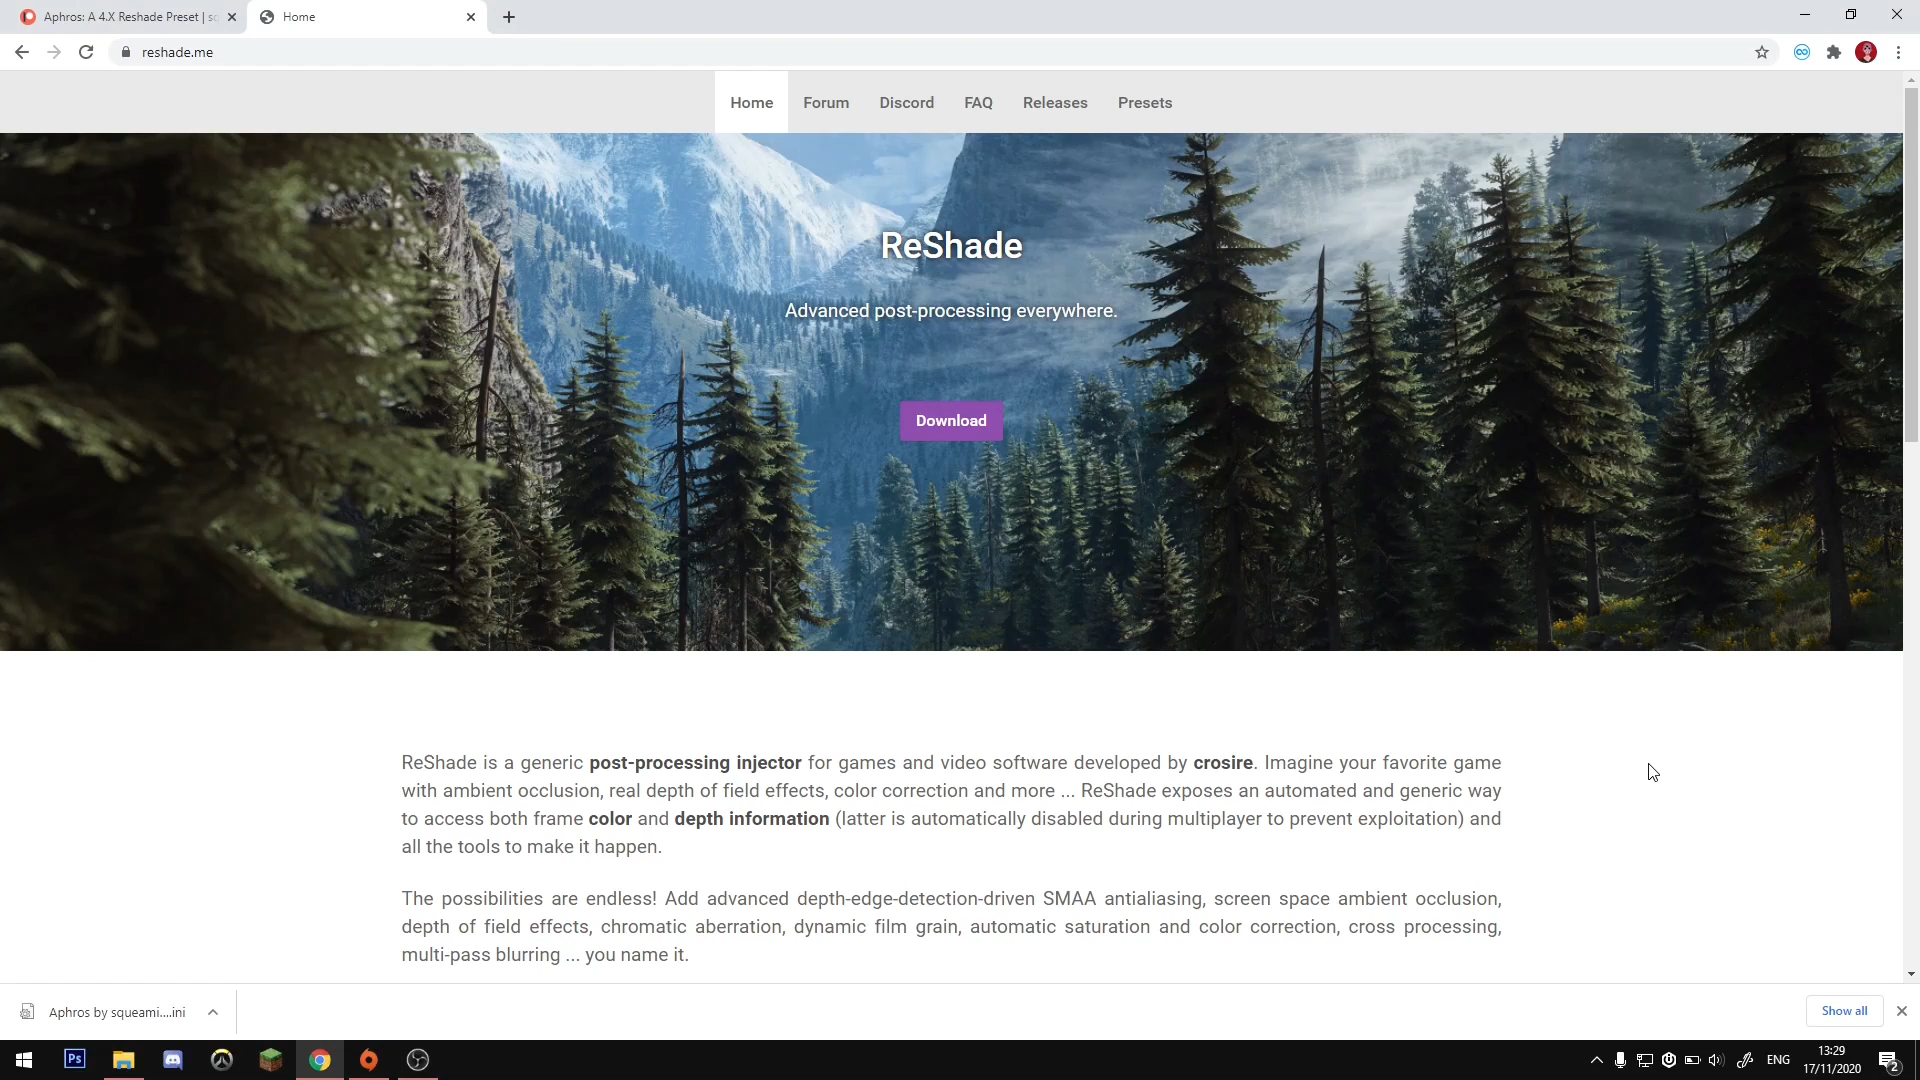 Aphros: A 4.X Reshade Preset | sq
Home
reshade.me
Home
Forum
Discord
FAQ
Releases
Presets
ReShade
Advanced post-processing everywhere.
Download
ReShade is a generic post-processing injector for games and video software developed by crosire. Imagine your favorite game
with ambient occlusion, real depth of field effects, color correction and more ... ReShade exposes an automated and generic way
to access both frame color and depth information (latter is automatically disabled during multiplayer to prevent exploitation) and
all the tools to make it happen.
The possibilities are endless! Add advanced depth-edge-detection-driven SMAA antialiasing, screen space ambient occlusion,
depth of field effects, chromatic aberration, dynamic film grain, automatic saturation and color correction, cross processing,
multi-pass blurring ... you name it.
Aphros by squeami....ini
Show all
Ps
ENG
13:29
17/11/2020
2